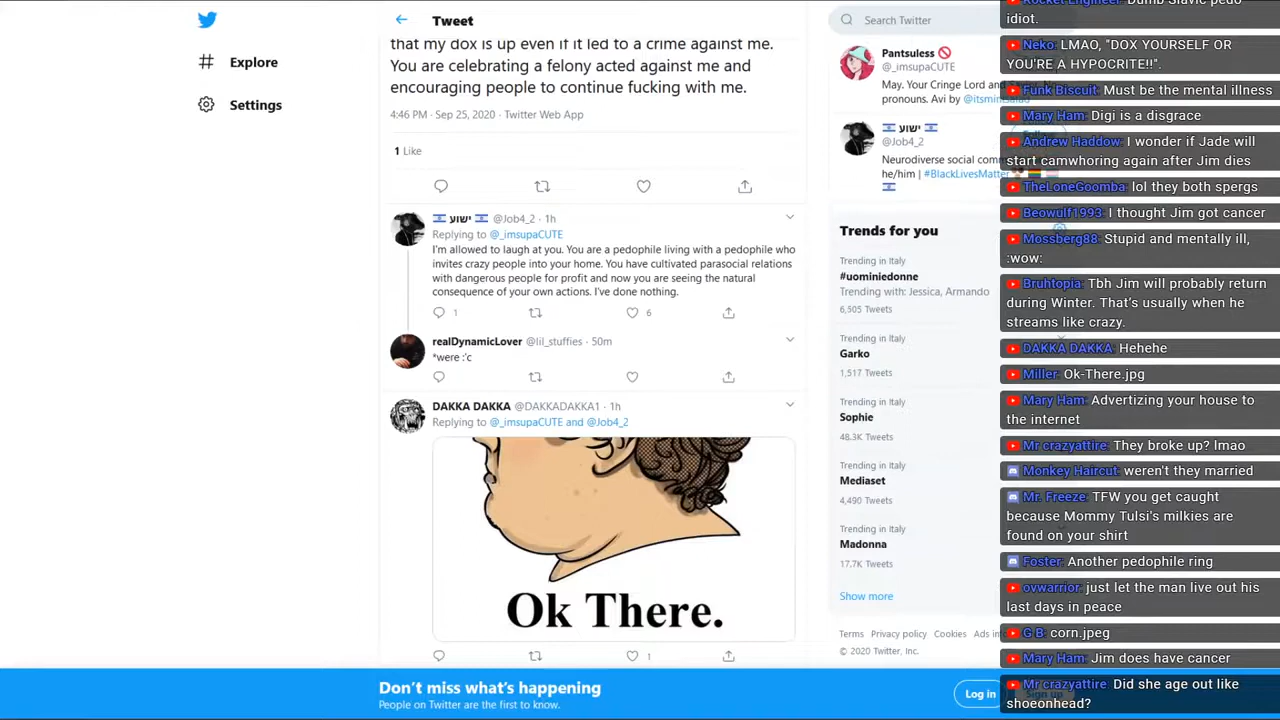 Tweet
Explore
Settings
that my dox is up even if it led to a crime against me.
You are celebrating a felony acted against me and
encouraging people to continue fucking with me.
4:46 PM · Sep 25, 2020 · Twitter Web App
1 Like
ישוע @Job4_2 · 1h
Replying to @_imsupaCUTE
I'm allowed to laugh at you. You are a pedophile living with a pedophile who
invites crazy people into your home. You have cultivated parasocial relations
with dangerous people for profit and now you are seeing the natural
consequence of your own actions. I've done nothing.
1
6
realDynamicLover @lil_stuffies · 50m
*were :'c
DAKKA DAKKA @DAKKADAKKA1 · 1h
Replying to @_imsupaCUTE and @Job4_2
Ok There.
1
Search Twitter
Pantsuless
@_imsupaCUTE
May. Your Cringe Lord and
pronouns. Avi by
ישוע
@Job4_2
Neurodiverse social
he/him | #BlackLivesMatter
Trends for you
Trending in Italy
#uominiedonne
Trending with: Jessica, Armando
6,505 Tweets
Trending in Italy
Garko
1,517 Tweets
Trending in Italy
Sophie
48.3K Tweets
Trending in Italy
Mediaset
4,490 Tweets
Trending in Italy
Madonna
17.7K Tweets
Show more
Terms Privacy policy Cookies Ads
© 2020 Twitter, Inc.
Don't miss what's happening
People on Twitter are the first to know.
Log in
Sign up
Rocket Engineer: Dumb Slavic pedo
idiot.
Neko: LMAO, "DOX YOURSELF OR
YOU'RE A HYPOCRITE!!".
Funk Biscuit: Must be the mental illness
Mary Ham: Digi is a disgrace
Andrew Haddow: I wonder if Jade will
start camwhoring again after Jim dies
TheLoneGoomba: lol they both spergs
Beowulf1993: I thought Jim got cancer
Mossberg88: Stupid and mentally ill,
:wow:
Bruhtopia: Tbh Jim will probably return
during Winter. That's usually when he
streams like crazy.
DAKKA DAKKA: Hehehe
Miller: Ok-There.jpg
Mary Ham: Advertizing your house to
the internet
Mr crazyattire: They broke up? lmao
Monkey Haircut: weren't they married
Mr. Freeze: TFW you get caught
because Mommy Tulsi's milkies are
found on your shirt
Foster: Another pedophile ring
ovwarrior: just let the man live out his
last days in peace
G B: corn.jpeg
Mary Ham: Jim does have cancer
Mr crazyattire: Did she age out like
shoeonhead?